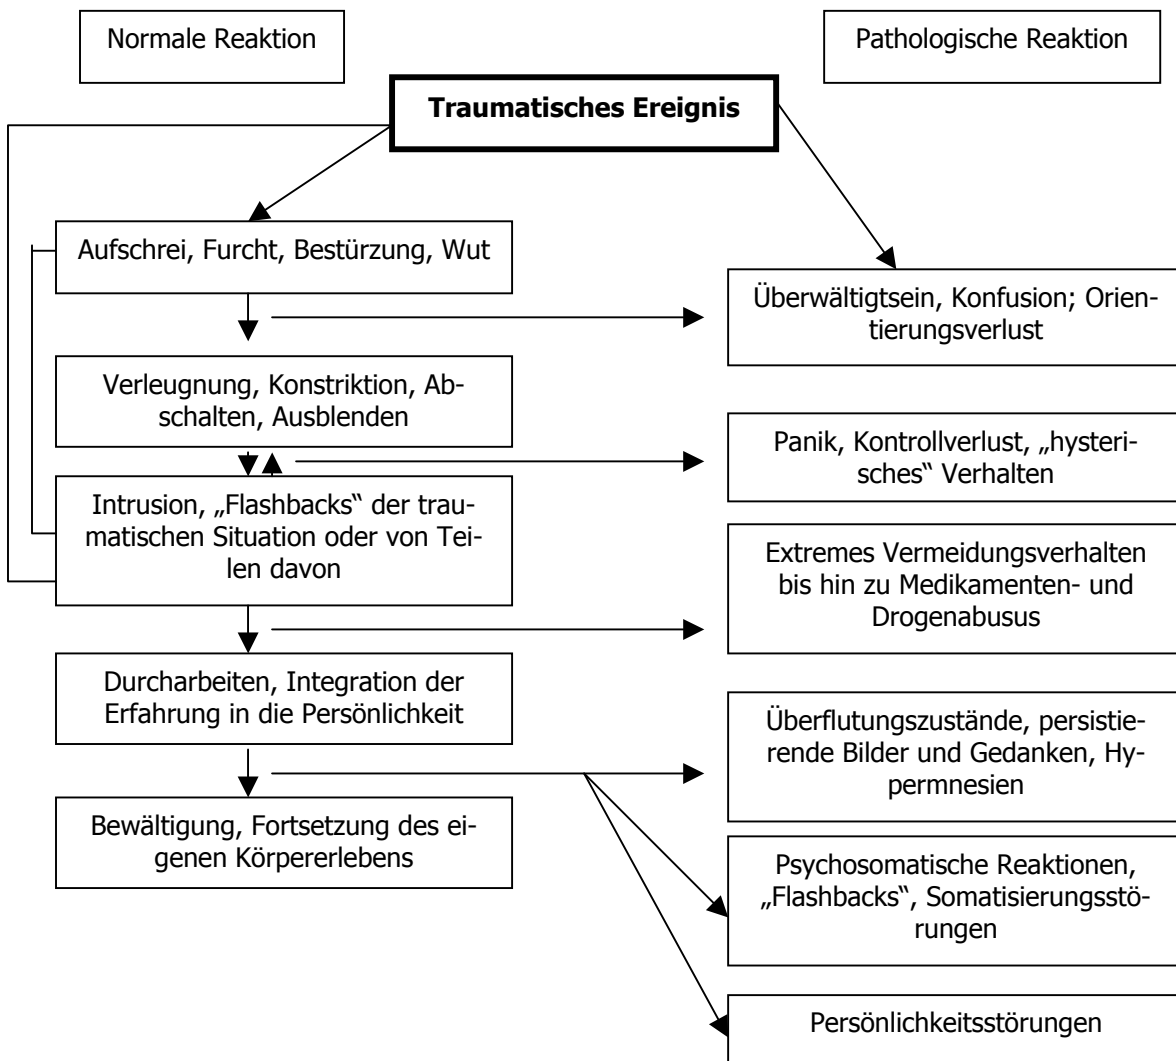 Normale Reaktion
Pathologische Reaktion
Traumatisches Ereignis
Aufschrei, Furcht, Bestürzung, Wut
Überwältigtsein, Konfusion; Orien-
tierungsverlust
Verleugnung, Konstriktion, Ab-
schalten, Ausblenden
Panik, Kontrollverlust, „hysteri-
sches“ Verhalten
Intrusion, „Flashbacks“ der trau-
matischen Situation oder von Tei-
len davon
Extremes Vermeidungsverhalten
bis hin zu Medikamenten- und
Drogenabusus
Durcharbeiten, Integration der
Erfahrung in die Persönlichkeit
Überflutungszustände, persistie-
rende Bilder und Gedanken, Hy-
permnesien
Bewältigung, Fortsetzung des ei-
genen Körpererlebens
Psychosomatische Reaktionen,
„Flashbacks“, Somatisierungsstö-
rungen
Persönlichkeitsstörungen